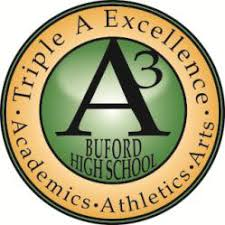 · Triple A Excellence ·
A³
BUFORD
HIGH SCHOOL
Academics · Athletics · Arts